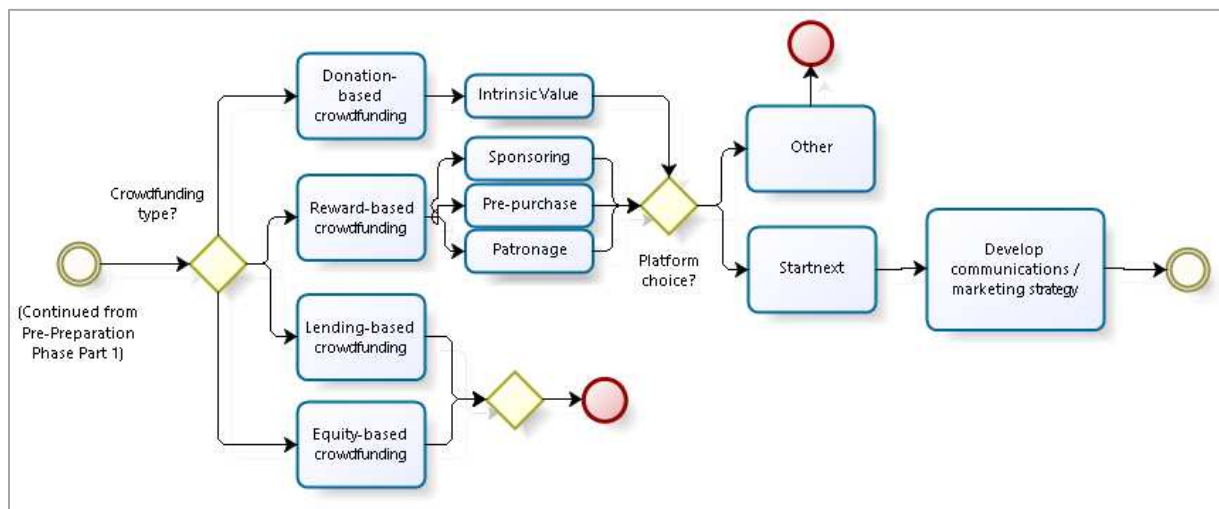 Donation-
based
crowdfunding
Intrinsic Value
Other
Crowdfunding
type?
Reward-based
crowdfunding
Sponsoring
Pre-purchase
Patronage
Platform
choice?
Startnext
Develop
communications /
marketing strategy
(Continued from
Pre-Preparation
Phase Part 1)
Lending-based
crowdfunding
Equity-based
crowdfunding